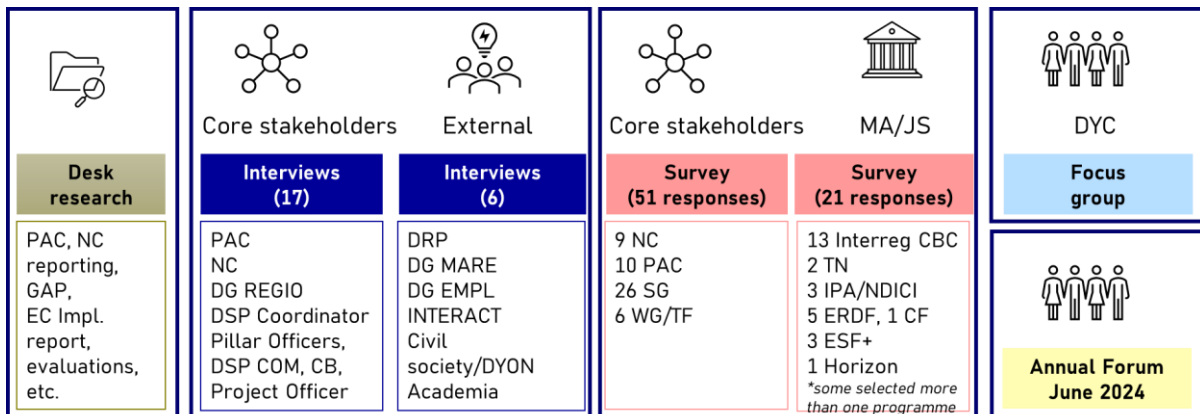 Desk
research
PAC, NC
reporting,
GAP,
EC Impl.
report,
evaluations,
etc.
Core stakeholders
Interviews
(17)
PAC
NC
DG REGIO
DSP Coordinator
Pillar Officers,
DSP COM, CB,
Project Officer
External
Interviews
(6)
DRP
DG MARE
DG EMPL
INTERACT
Civil
society/DYON
Academia
Core stakeholders
Survey
(51 responses)
9 NC
10 PAC
26 SG
6 WG/TF
MA/JS
Survey
(21 responses)
13 Interreg CBC
2 TN
3 IPA/NDICI
5 ERDF, 1 CF
3 ESF+
1 Horizon
*some selected more
than one programme
DYC
Focus
group
Annual Forum
June 2024